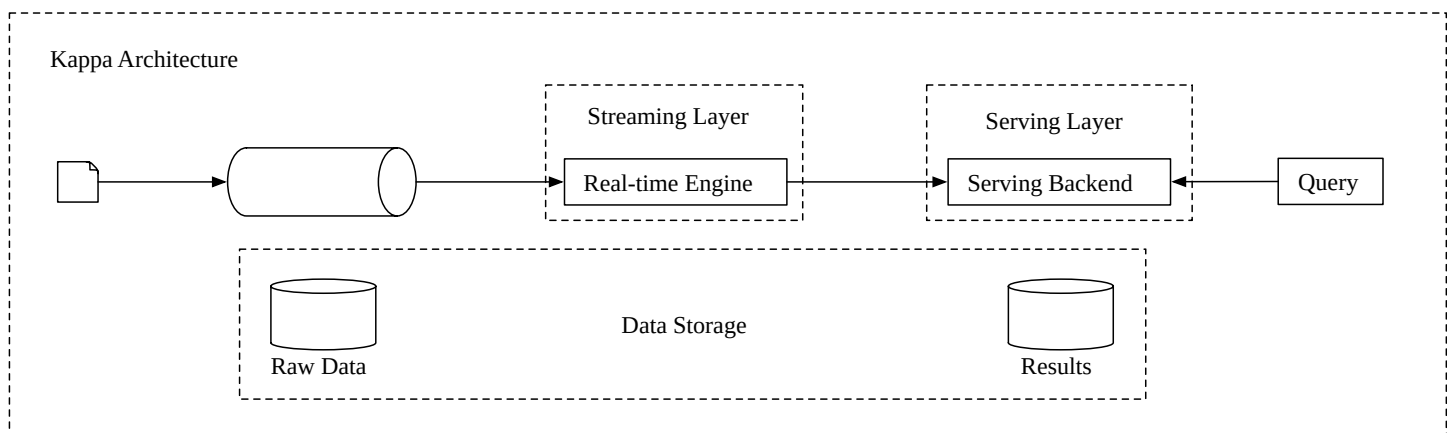 Kappa Architecture
Streaming Layer
Serving Layer
Real-time Engine
Serving Backend
Query
Data Storage
Raw Data
Results